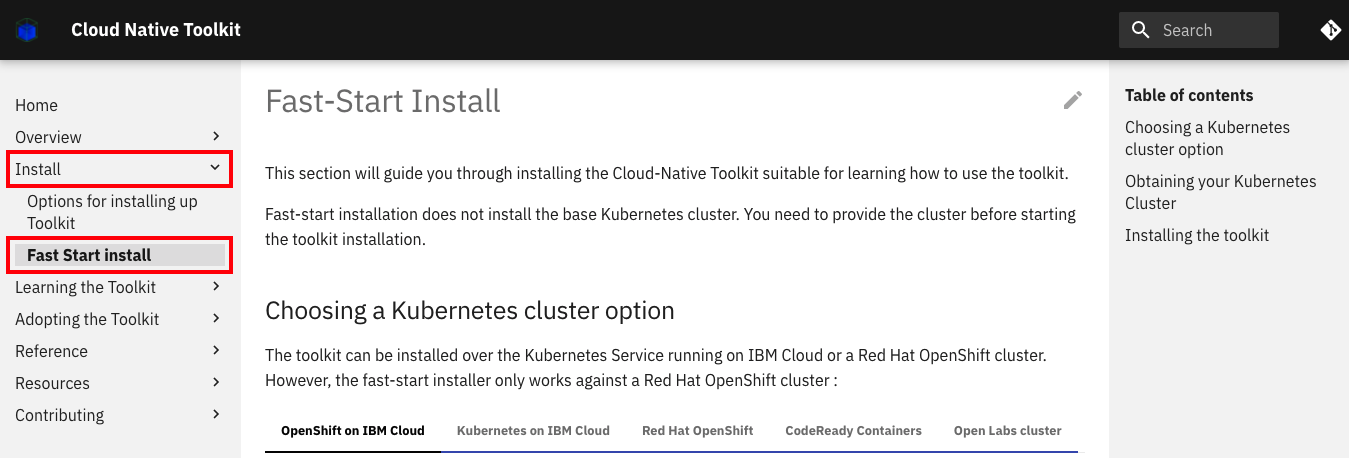 Cloud Native Toolkit
Search
Home
Overview
Install
Options for installing up
Toolkit
Fast Start install
Learning the Toolkit
Adopting the Toolkit
Reference
Resources
Contributing
Fast-Start Install
This section will guide you through installing the Cloud-Native Toolkit suitable for learning how to use the toolkit.
Fast-start installation does not install the base Kubernetes cluster. You need to provide the cluster before starting
the toolkit installation.
Choosing a Kubernetes cluster option
The toolkit can be installed over the Kubernetes Service running on IBM Cloud or a Red Hat OpenShift cluster.
However, the fast-start installer only works against a Red Hat OpenShift cluster :
OpenShift on IBM Cloud
Kubernetes on IBM Cloud
Red Hat OpenShift
CodeReady Containers
Open Labs cluster
Table of contents
Choosing a Kubernetes
cluster option
Obtaining your Kubernetes
Cluster
Installing the toolkit